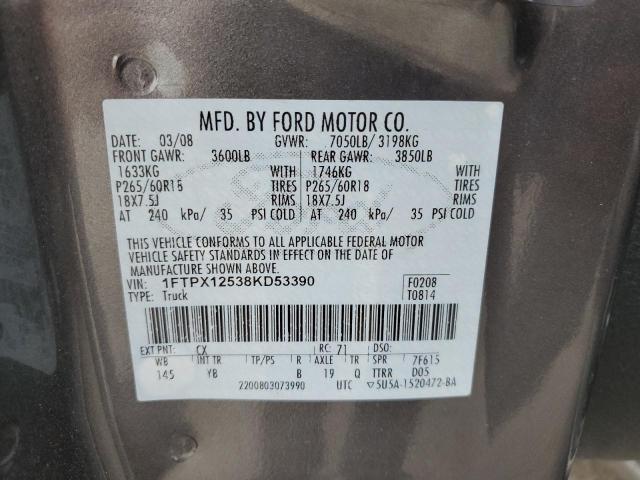 MFD. BY FORD MOTOR CO.
DATE: 03/08 GVWR: 7050LB/ 3198KG
FRONT GAWR: 3600LB REAR GAWR: 3850LB
1633KG WITH 1746KG WITH
P265/60R18 TIRES P265/60R18 TIRES
18X7.5J RIMS 18X7.5J RIMS
AT 240 kPa/ 35 PSI COLD AT 240 kPa/ 35 PSI COLD
THIS VEHICLE CONFORMS TO ALL APPLICABLE FEDERAL MOTOR
VEHICLE SAFETY STANDARDS IN EFFECT ON THE DATE OF
MANUFACTURE SHOWN ABOVE.
VIN: 1FTPX12538KD53390 F0208
TYPE: Truck T0814
EXT PNT: CX RC: 71 DSO:
WB INT TR TP/PS R AXLE TR SPR 7F615
145 YB B 19 Q TTRR D05
2200803073990 UTC 5U5A-1520472-BA